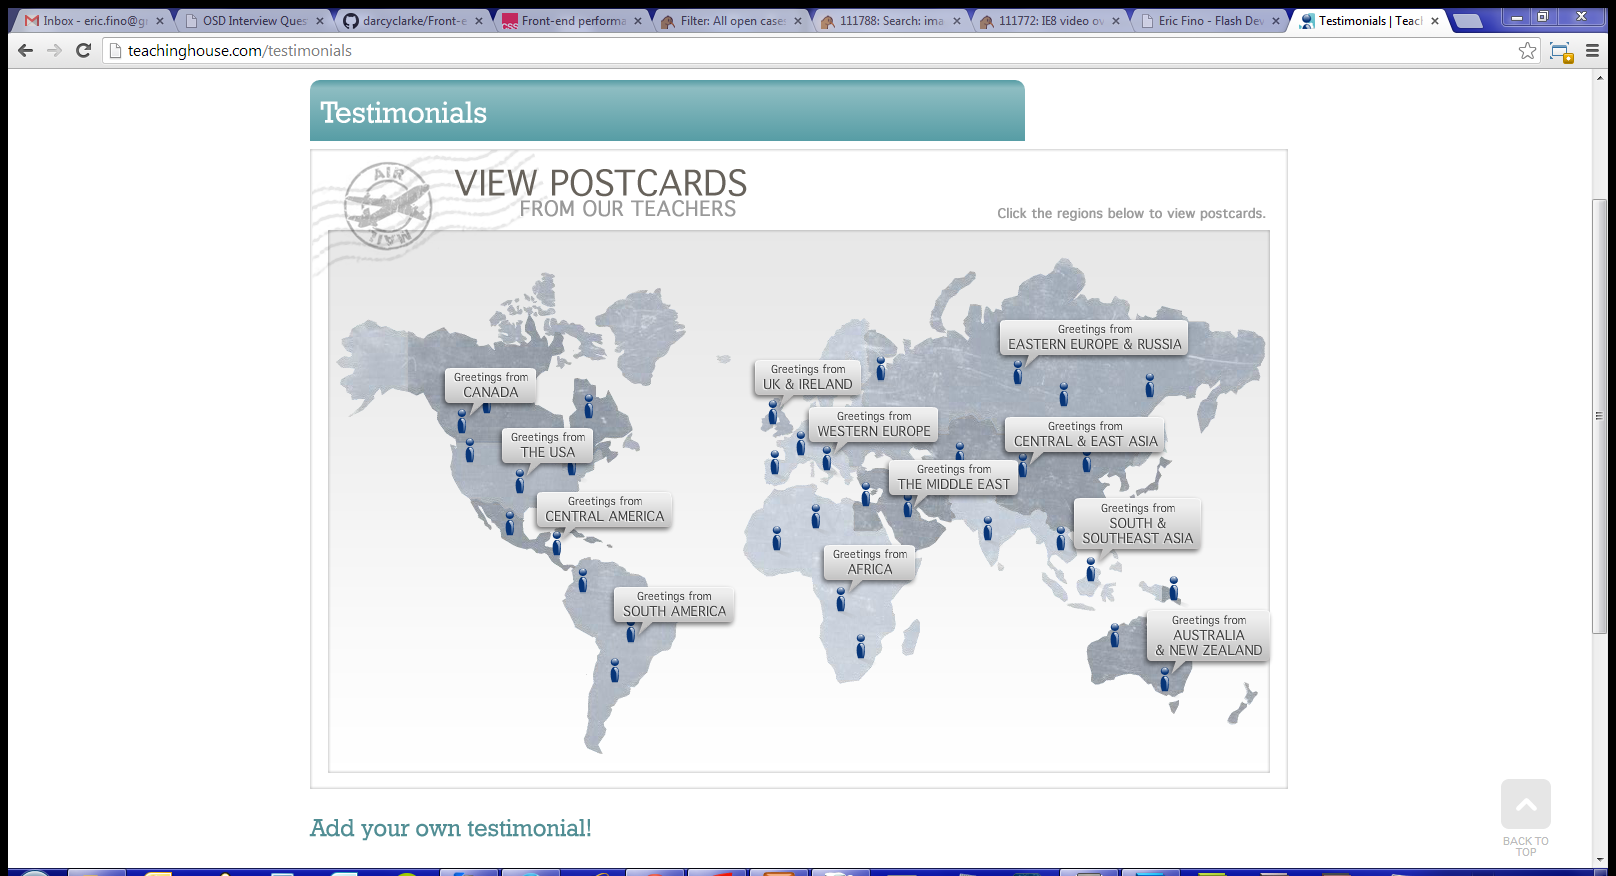 Inbox - eric.fino@gr
OSD Interview Ques
darcyclarke/Front-e
Front-end performa
Filter: All open cases
111788: Search: ima
111772: IE8 video ov
Eric Fino - Flash Dev
Testimonials | Teach
teachinghouse.com/testimonials
Testimonials
AIR
MAIL
VIEW POSTCARDS
FROM OUR TEACHERS
Click the regions below to view postcards.
Greetings from
EASTERN EUROPE & RUSSIA
Greetings from
UK & IRELAND
Greetings from
CANADA
Greetings from
WESTERN EUROPE
Greetings from
CENTRAL & EAST ASIA
Greetings from
THE USA
Greetings from
THE MIDDLE EAST
Greetings from
CENTRAL AMERICA
Greetings from
SOUTH &
SOUTHEAST ASIA
Greetings from
AFRICA
Greetings from
SOUTH AMERICA
Greetings from
AUSTRALIA
& NEW ZEALAND
Add your own testimonial!
BACK TO
TOP